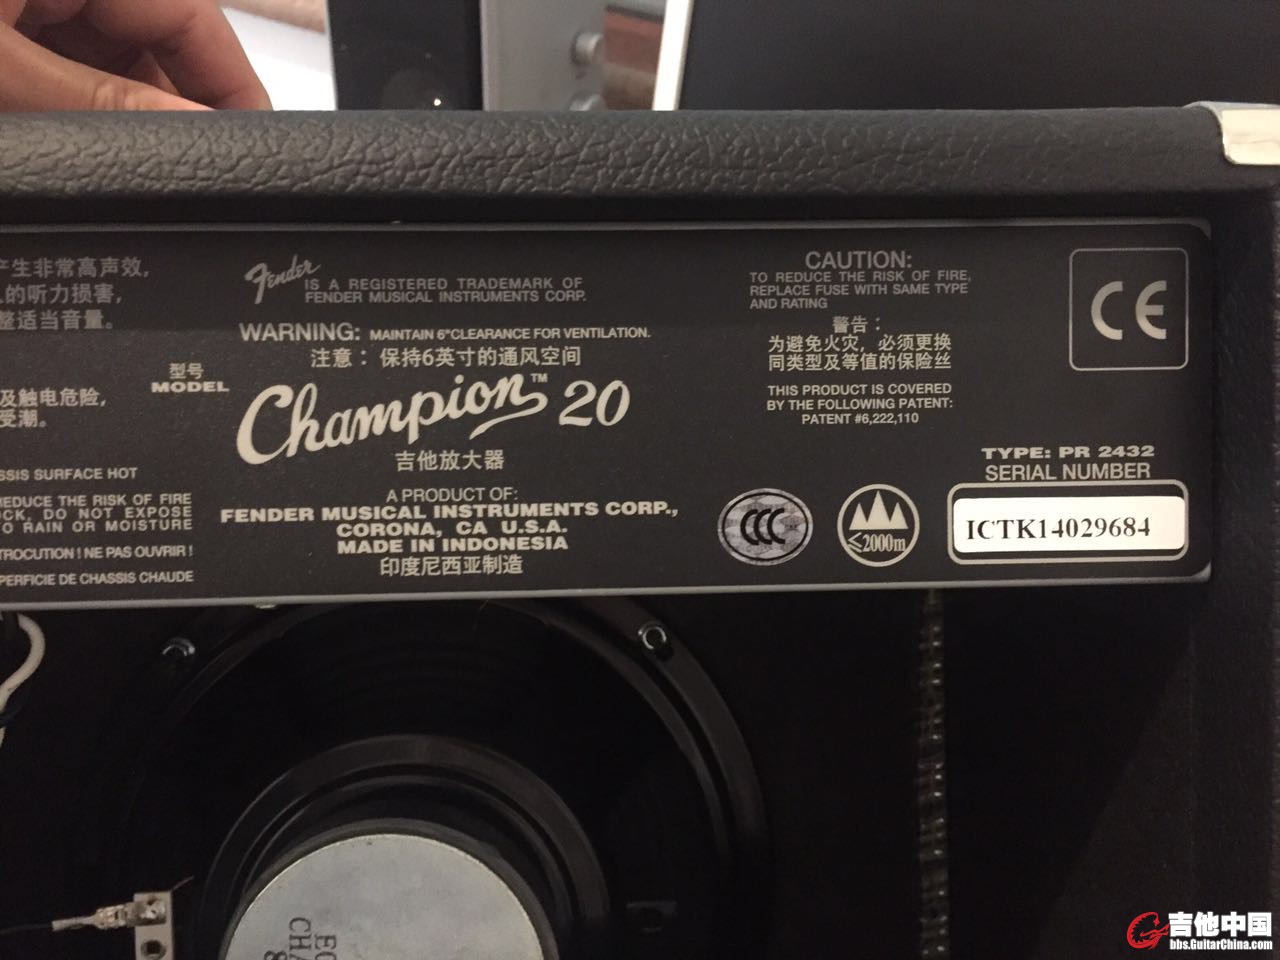 产生非常高声效，
的听力损害，
整适当音量。
及触电危险，
受潮。
SSIS SURFACE HOT
REDUCE THE RISK OF FIRE
CK, DO NOT EXPOSE
TO RAIN OR MOISTURE
TROCUTION ! NE PAS OUVRIR !
PERFICIE DE CHASSIS CHAUDE
Fender IS A REGISTERED TRADEMARK OF
FENDER MUSICAL INSTRUMENTS CORP.
WARNING: MAINTAIN 6"CLEARANCE FOR VENTILATION.
注意：保持6英寸的通风空间
型号
MODEL
Champion™ 20
吉他放大器
A PRODUCT OF:
FENDER MUSICAL INSTRUMENTS CORP.,
CORONA, CA U.S.A.
MADE IN INDONESIA
印度尼西亚制造
CAUTION:
TO REDUCE THE RISK OF FIRE,
REPLACE FUSE WITH SAME TYPE
AND RATING
警告：
为避免火灾，必须更换
同类型及等值的保险丝
THIS PRODUCT IS COVERED
BY THE FOLLOWING PATENT:
PATENT #6,222,110
CE
TYPE: PR 2432
SERIAL NUMBER
ICTK14029684
CCC
≤2000m
EC
CHA
8
吉他中国
bbs.GuitarChina.com